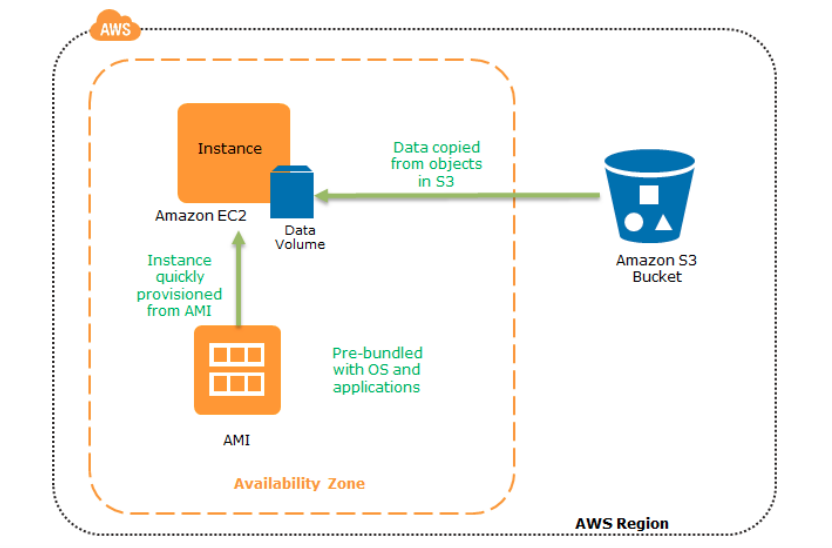 AWS
Instance
Amazon EC2
Data
Volume
Data copied
from objects
in S3
Amazon S3
Bucket
Instance
quickly
provisioned
from AMI
Pre-bundled
with OS and
applications
AMI
Availability Zone
AWS Region